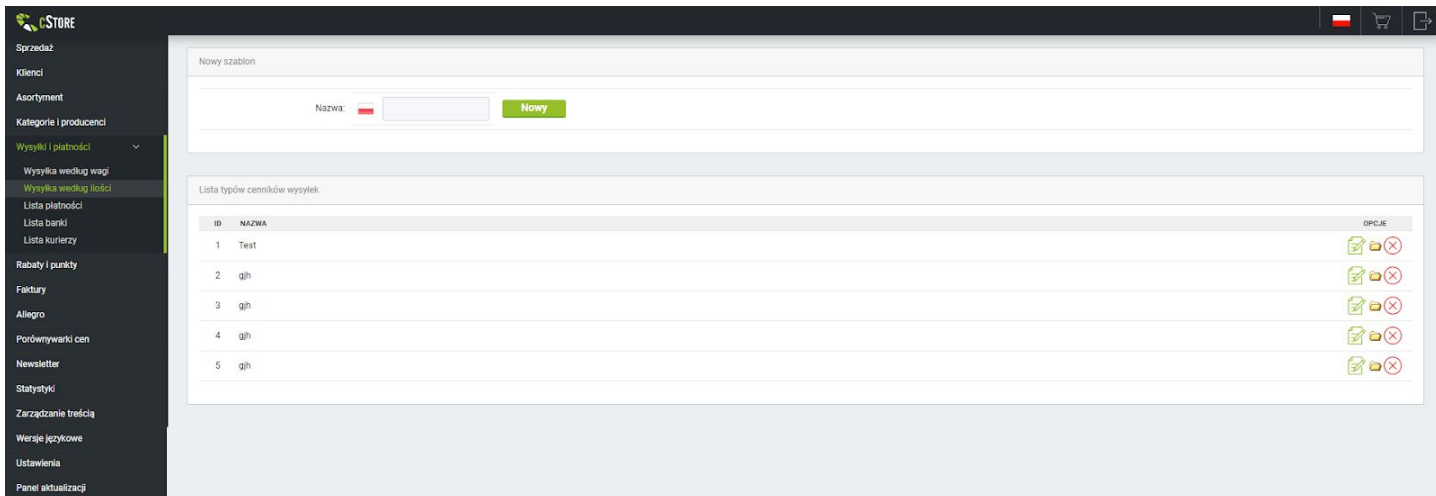 cSTORE
Sprzedaż
Klienci
Asortyment
Kategorie i producenci
Wysyłki i płatności
Wysyłka według wagi
Wysyłka według ilości
Lista płatności
Lista banki
Lista kurierzy
Rabaty i punkty
Faktury
Allegro
Porównywarki cen
Newsletter
Statystyki
Zarządzanie treścią
Wersje językowe
Ustawienia
Panel aktualizacji
Nowy szablon
Nazwa: Nowy
Lista typów cenników wysyłek
ID NAZWA OPCJE
1 Test
2 gjh
3 gjh
4 gjh
5 gjh